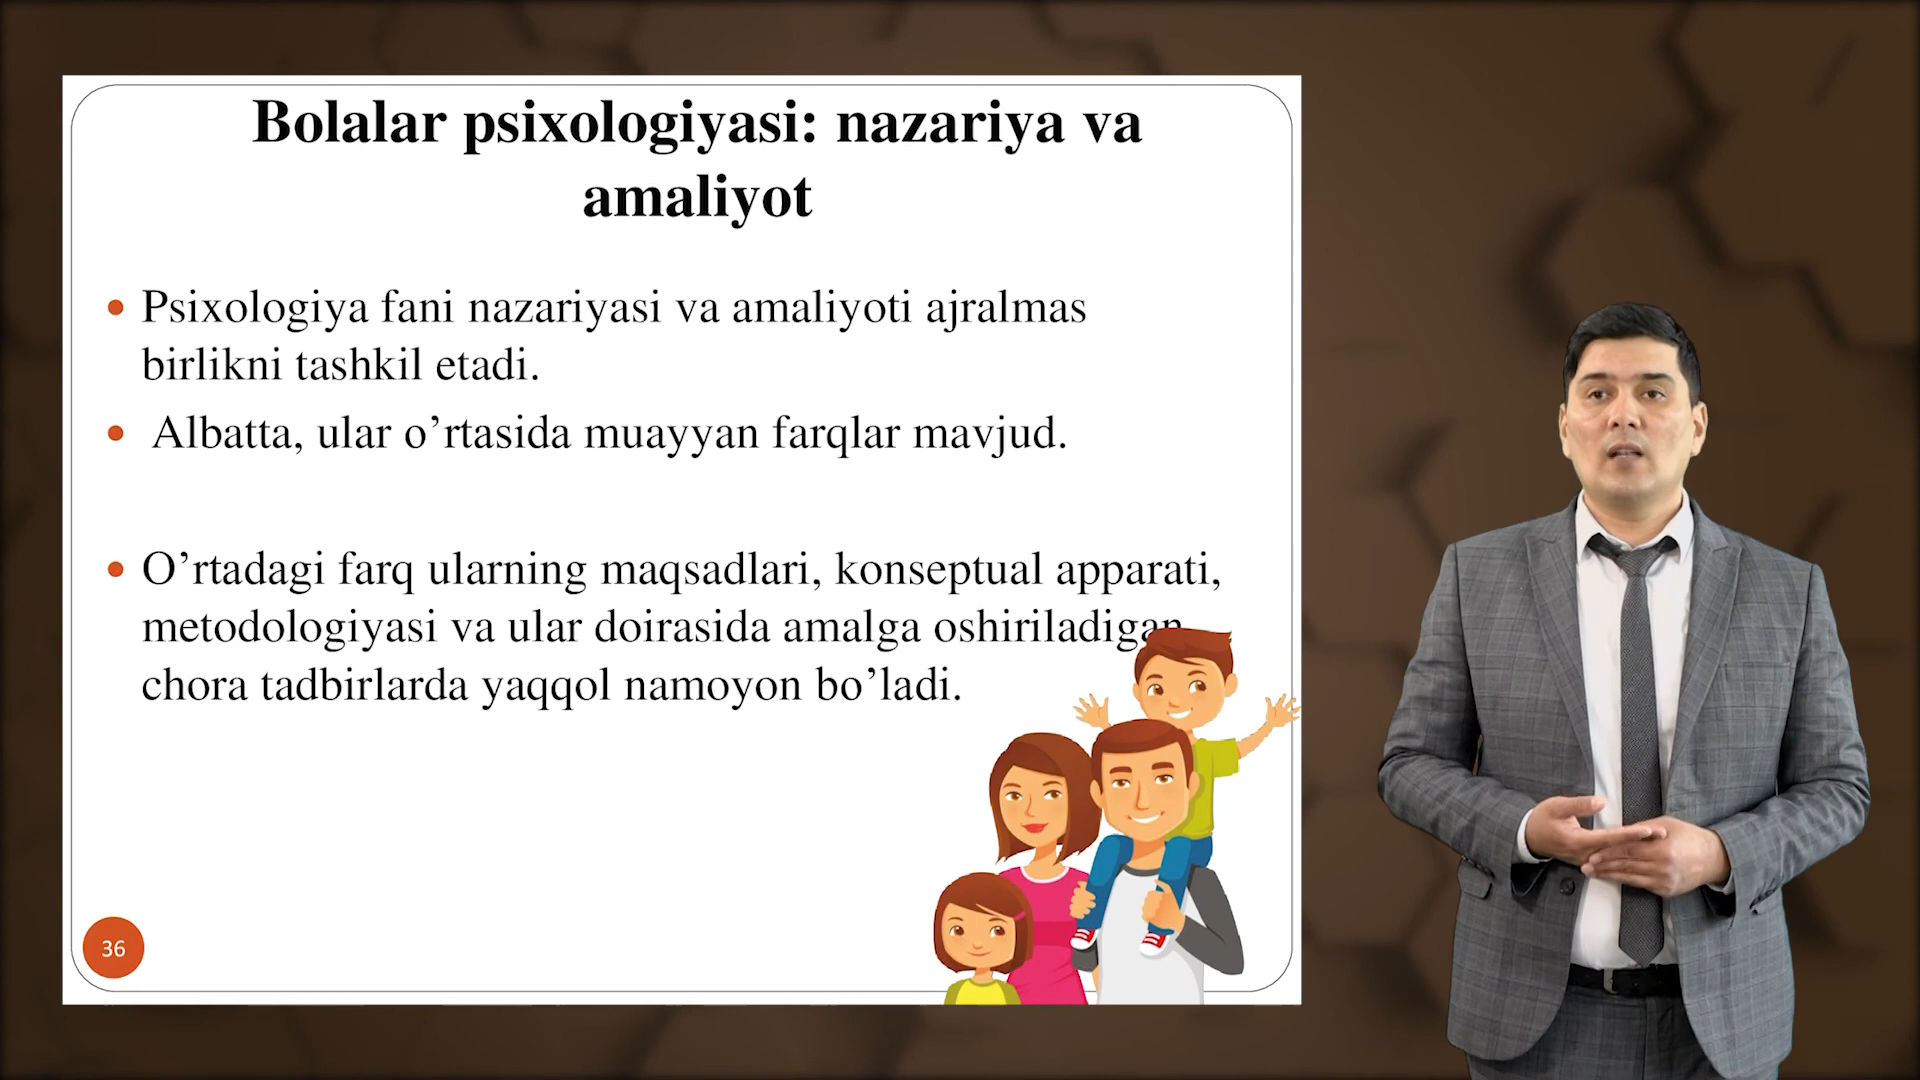 Bolalar psixologiyasi: nazariya va
amaliyot
Psixologiya fani nazariyasi va amaliyoti ajralmas
birlikni tashkil etadi.
Albatta, ular o’rtasida muayyan farqlar mavjud.
O’rtadagi farq ularning maqsadlari, konseptual apparati,
metodologiyasi va ular doirasida amalga oshiriladigan
chora tadbirlarda yaqqol namoyon bo’ladi.
36